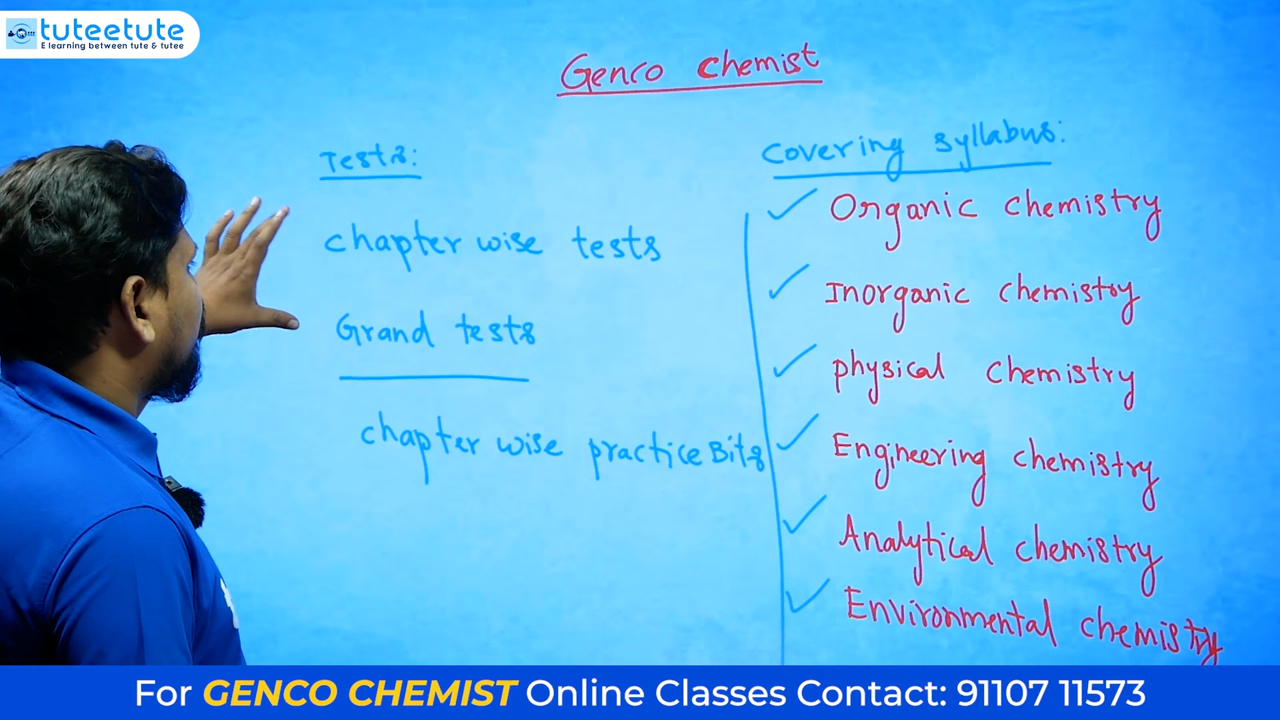 tuteetute
E learning between tute & tutee
Genco chemist
Tests:
chapter wise tests
Grand tests
chapter wise practice Bits
Covering syllabus:
Organic chemistry
Inorganic chemistry
physical chemistry
Engineering chemistry
Analytical chemistry
Environmental chemistry
For GENCO CHEMIST Online Classes Contact: 91107 11573